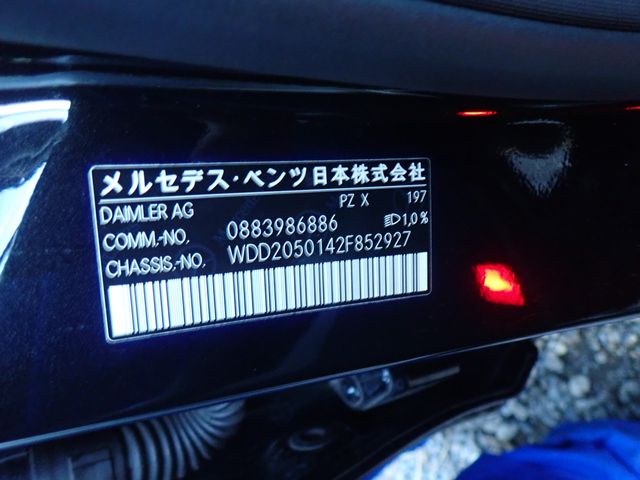 メルセデス・ベンツ日本株式会社
DAIMLER AG PZ X 197
COMM.-NO. 0883986886 1,0%
CHASSIS.-NO. WDD2050142F852927